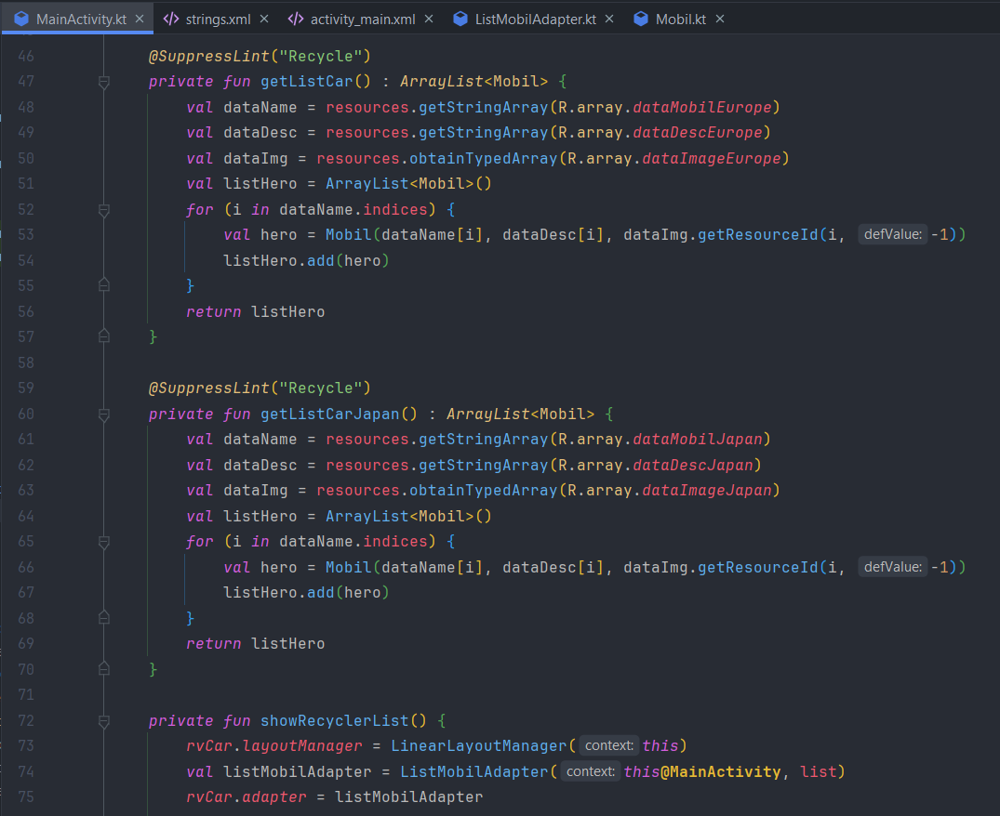 MainActivity.kt × </> strings.xml × </> activity_main.xml × ListMobilAdapter.kt × Mobil.kt ×
46 @SuppressLint("Recycle")
47 private fun getListCar() : ArrayList<Mobil> {
48 val dataName = resources.getStringArray(R.array.dataMobilEurope)
49 val dataDesc = resources.getStringArray(R.array.dataDescEurope)
50 val dataImg = resources.obtainTypedArray(R.array.dataImageEurope)
51 val listHero = ArrayList<Mobil>()
52 for (i in dataName.indices) {
53 val hero = Mobil(dataName[i], dataDesc[i], dataImg.getResourceId(i, defValue: -1))
54 listHero.add(hero)
55 }
56 return listHero
57 }
58
59 @SuppressLint("Recycle")
60 private fun getListCarJapan() : ArrayList<Mobil> {
61 val dataName = resources.getStringArray(R.array.dataMobilJapan)
62 val dataDesc = resources.getStringArray(R.array.dataDescJapan)
63 val dataImg = resources.obtainTypedArray(R.array.dataImageJapan)
64 val listHero = ArrayList<Mobil>()
65 for (i in dataName.indices) {
66 val hero = Mobil(dataName[i], dataDesc[i], dataImg.getResourceId(i, defValue: -1))
67 listHero.add(hero)
68 }
69 return listHero
70 }
71
72 private fun showRecyclerList() {
73 rvCar.layoutManager = LinearLayoutManager( context: this)
74 val listMobilAdapter = ListMobilAdapter( context: this@MainActivity, list)
75 rvCar.adapter = listMobilAdapter